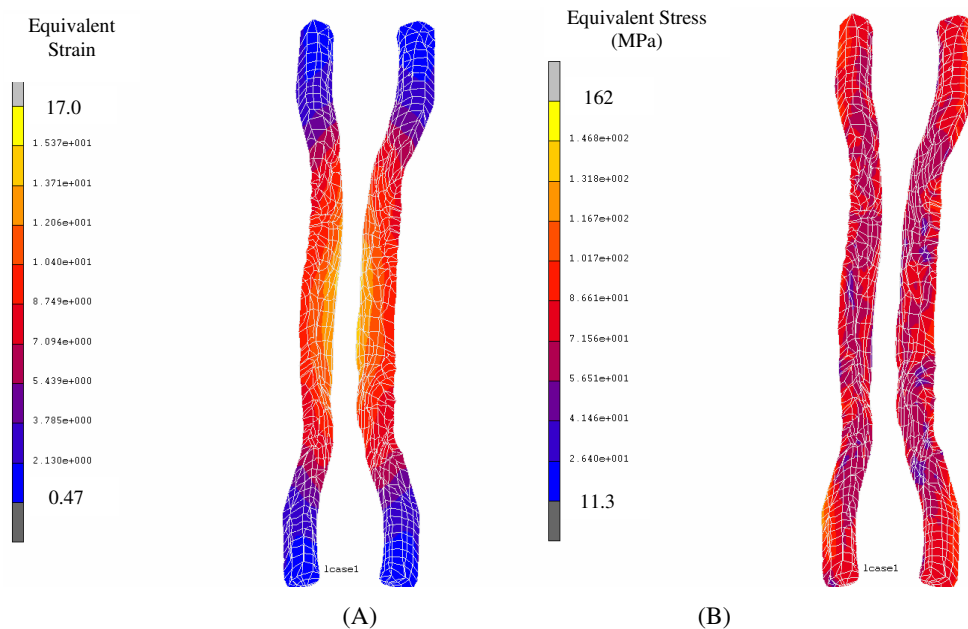 Equivalent
Strain
17.0
1.537e+001
1.371e+001
1.206e+001
1.040e+001
8.749e+000
7.094e+000
5.439e+000
3.785e+000
2.130e+000
0.47
lcase1
(A)
Equivalent Stress
(MPa)
162
1.468e+002
1.318e+002
1.167e+002
1.017e+002
8.661e+001
7.156e+001
5.651e+001
4.146e+001
2.640e+001
11.3
lcase1
(B)